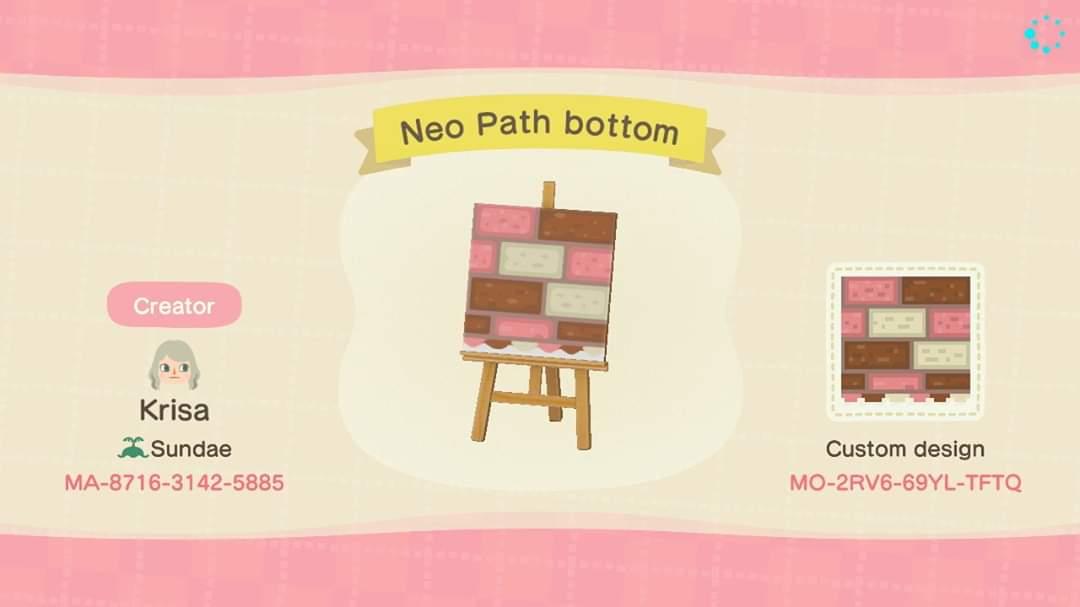 Neo Path bottom
Creator
Krisa
Sundae
MA-8716-3142-5885
Custom design
MO-2RV6-69YL-TFTQ